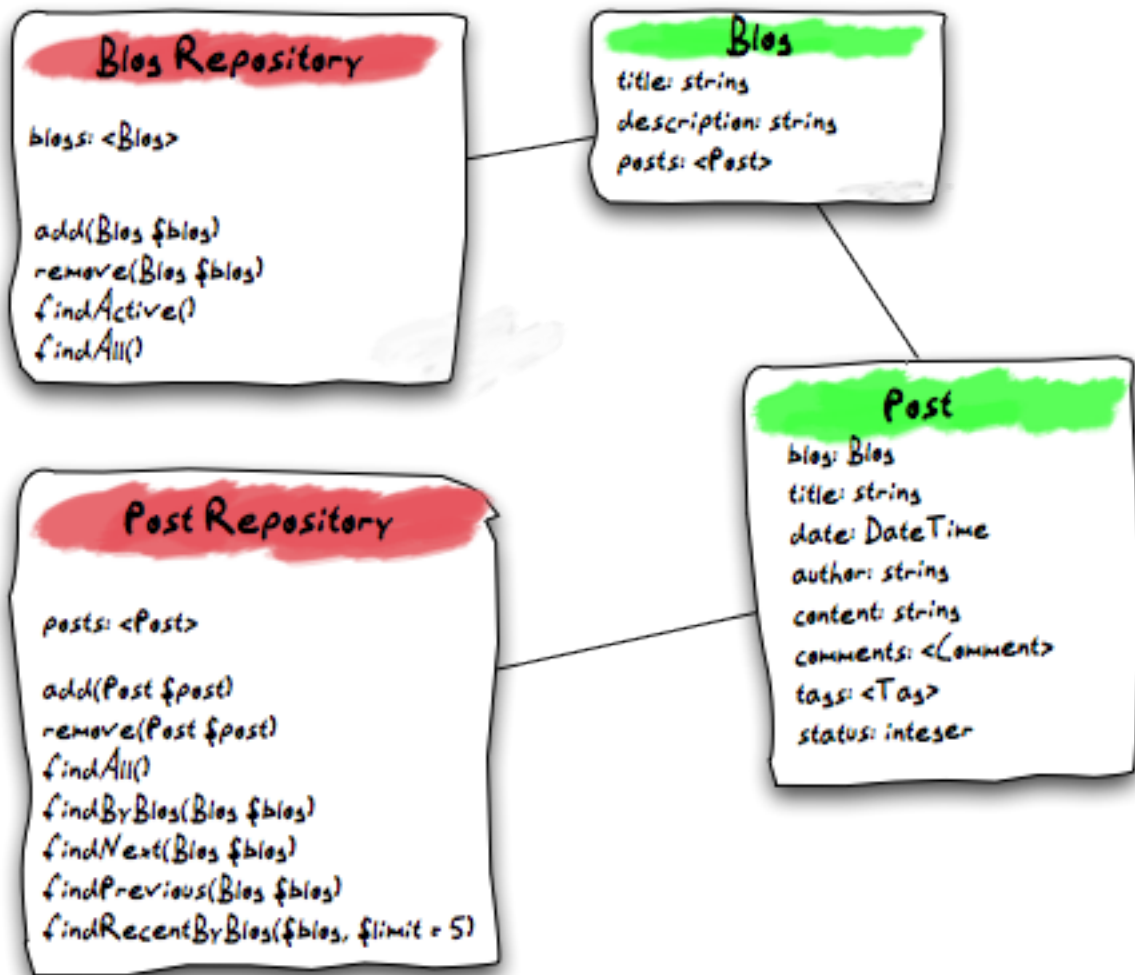 Blog Repository
blogs: <Blog>
add(Blog $blog)
remove(Blog $blog)
findActive()
findAll()
Blog
title: string
description: string
posts: <Post>
Post
blog: Blog
title: string
date: DateTime
author: string
content: string
comments: <Comment>
tags: <Tag>
status: integer
Post Repository
posts: <Post>
add(Post $post)
remove(Post $post)
findAll()
findByBlog(Blog $blog)
findNext(Blog $blog)
findPrevious(Blog $blog)
findRecentByBlog($blog, $limit = 5)